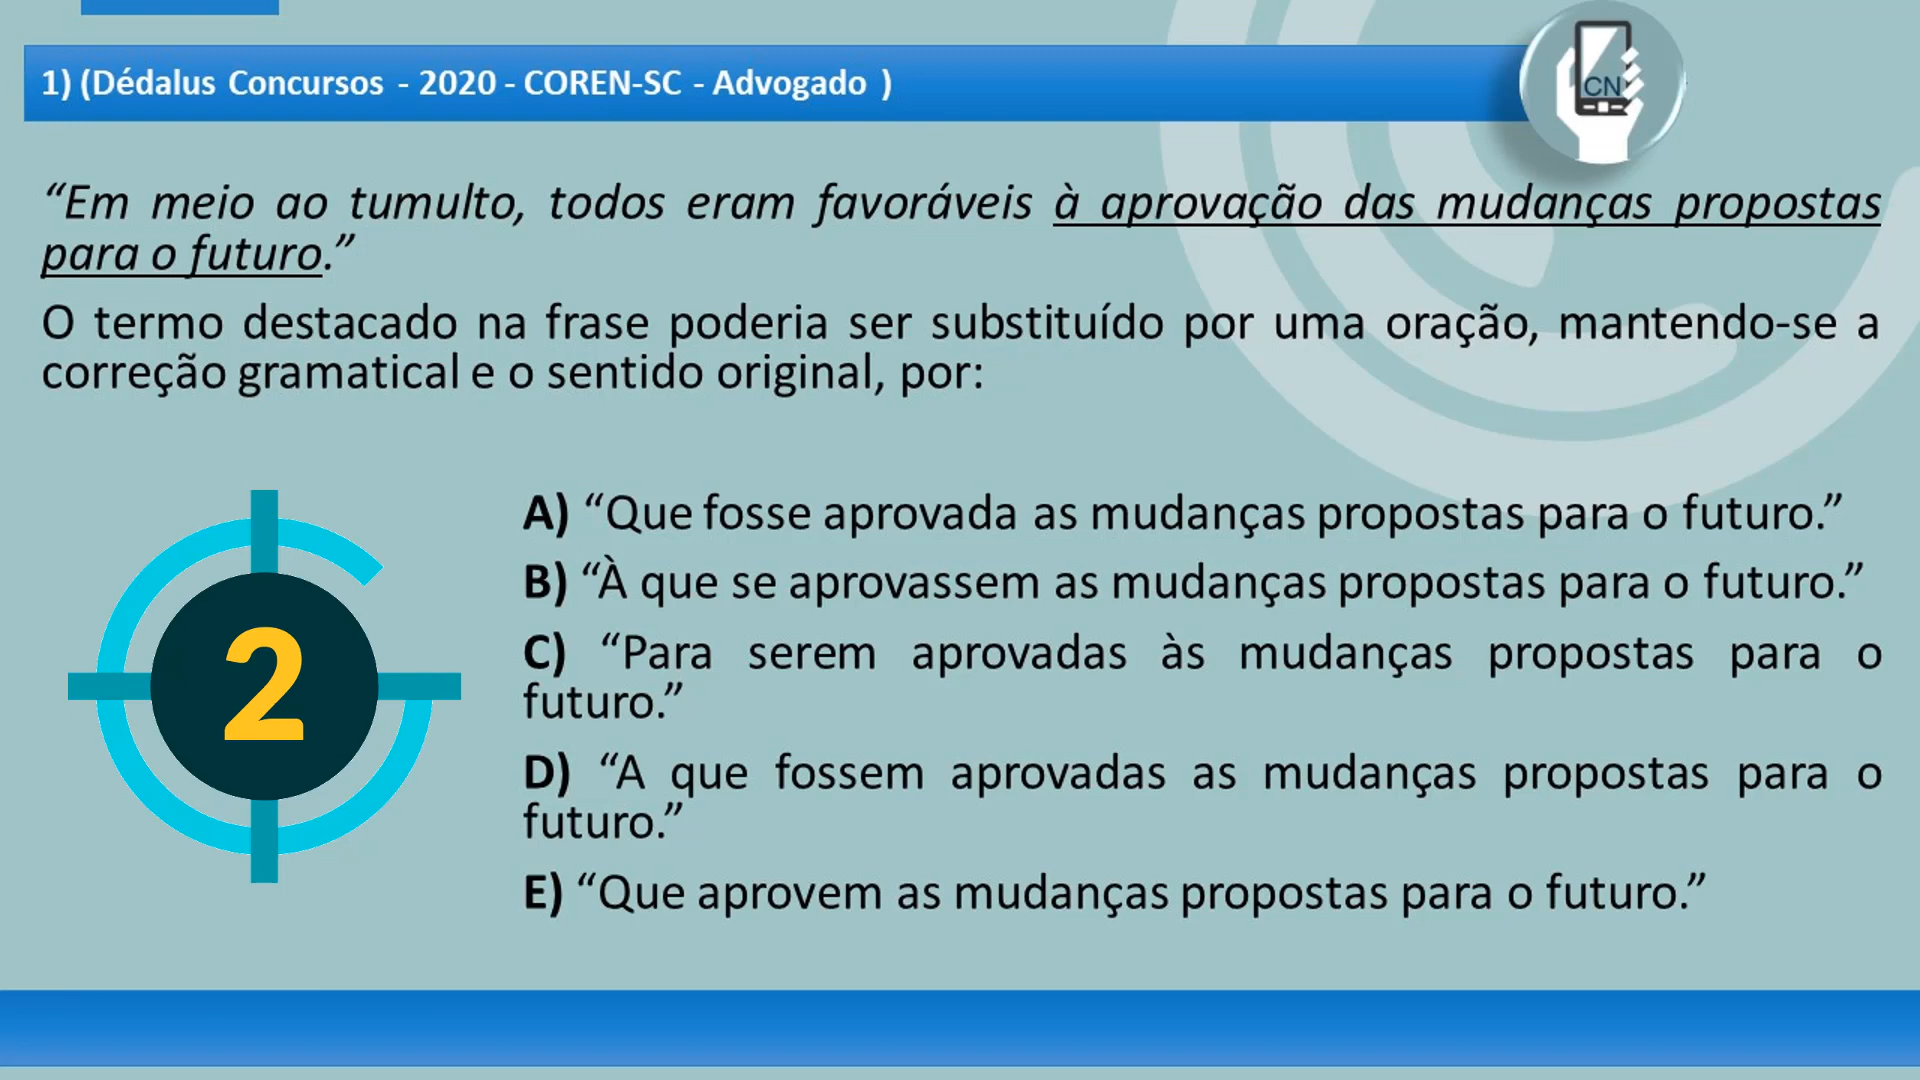 1) (Dédalus Concursos - 2020 - COREN-SC - Advogado )
CN
“Em meio ao tumulto, todos eram favoráveis à aprovação das mudanças propostas
para o futuro.”
O termo destacado na frase poderia ser substituído por uma oração, mantendo-se a
correção gramatical e o sentido original, por:
A) “Que fosse aprovada as mudanças propostas para o futuro.”
B) “À que se aprovassem as mudanças propostas para o futuro.”
C) “Para serem aprovadas às mudanças propostas para o
futuro.”
D) “A que fossem aprovadas as mudanças propostas para o
futuro.”
E) “Que aprovem as mudanças propostas para o futuro.”
2